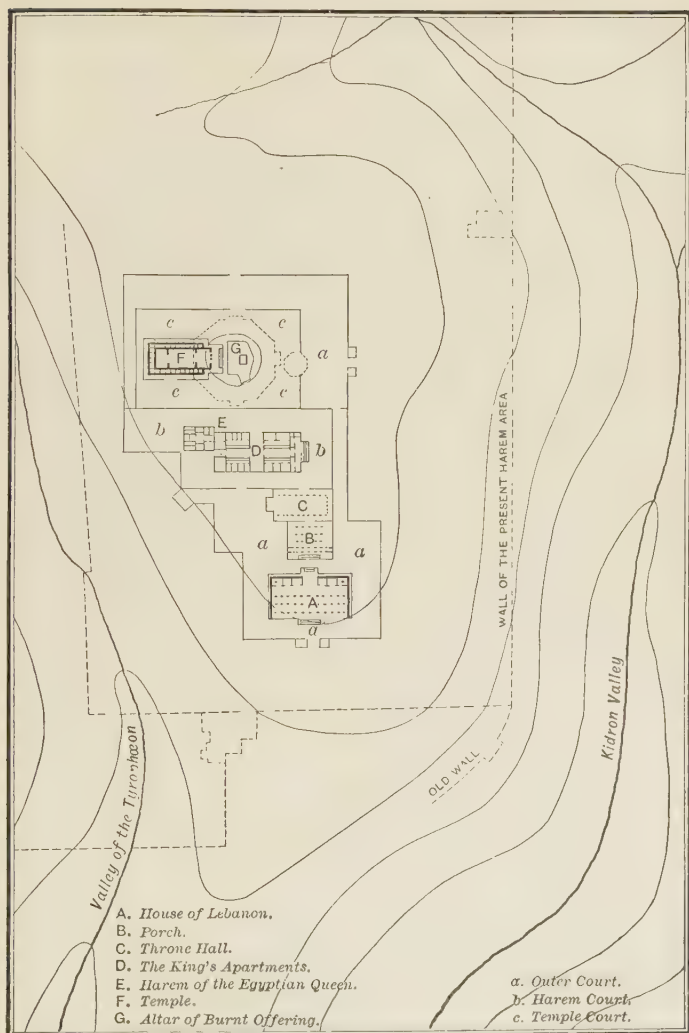 c
c
a
F
G
c
c
E
b
b
D
C
B
a
a
A
a
WALL OF THE PRESENT HAREM AREA
Kidron Valley
OLD WALL
Valley of the Tyrophœon
A. House of Lebanon.
B. Porch.
C. Throne Hall.
D. The King's Apartments.
E. Harem of the Egyptian Queen.
F. Temple.
G. Altar of Burnt Offering.
a. Outer Court.
b. Harem Court.
c. Temple Court.